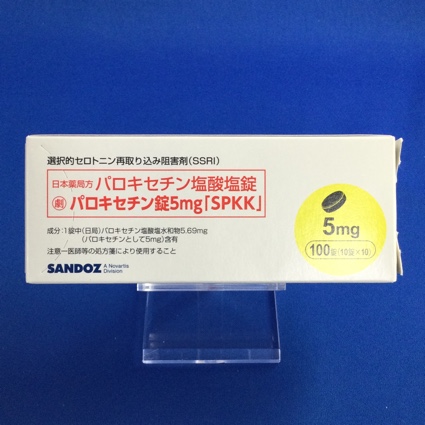 選択的セロトニン再取り込み阻害剤(SSRI)
日本薬局方 パロキセチン塩酸塩錠
劇 パロキセチン錠5mg「SPKK」
成分:1錠中(日局)パロキセチン塩酸塩水和物5.69mg
(パロキセチンとして5mg)含有
注意ー医師等の処方箋により使用すること
SANDOZ A Novartis
Division
5mg
100錠(10錠×10)